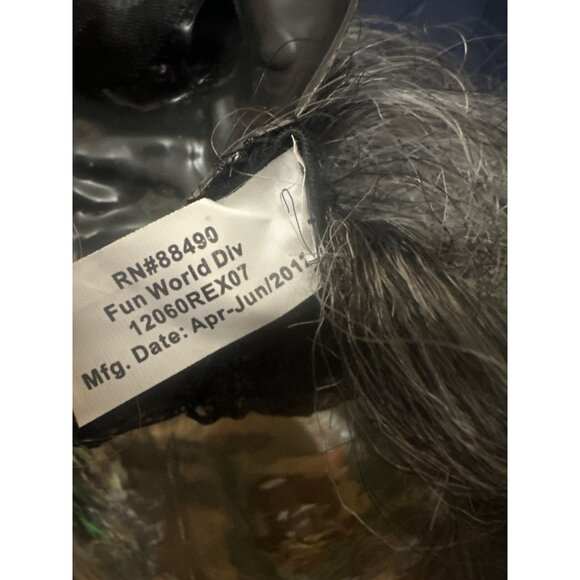 RN#88490
Fun World Div
12060REX07
Mfg. Date: Apr-Jun/201